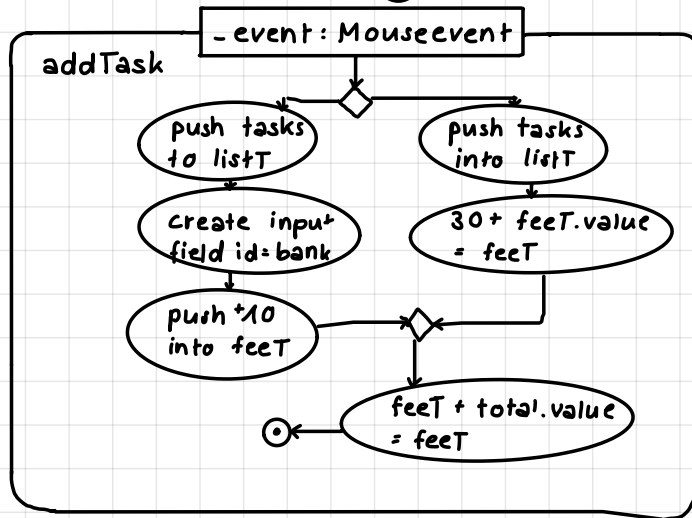 _event: Mouseevent
addTask
push tasks
to listT
create input
field id=bank
push +10
into feeT
push tasks
into listT
30+ feeT.value
= feeT
feeT + total.value
= feeT